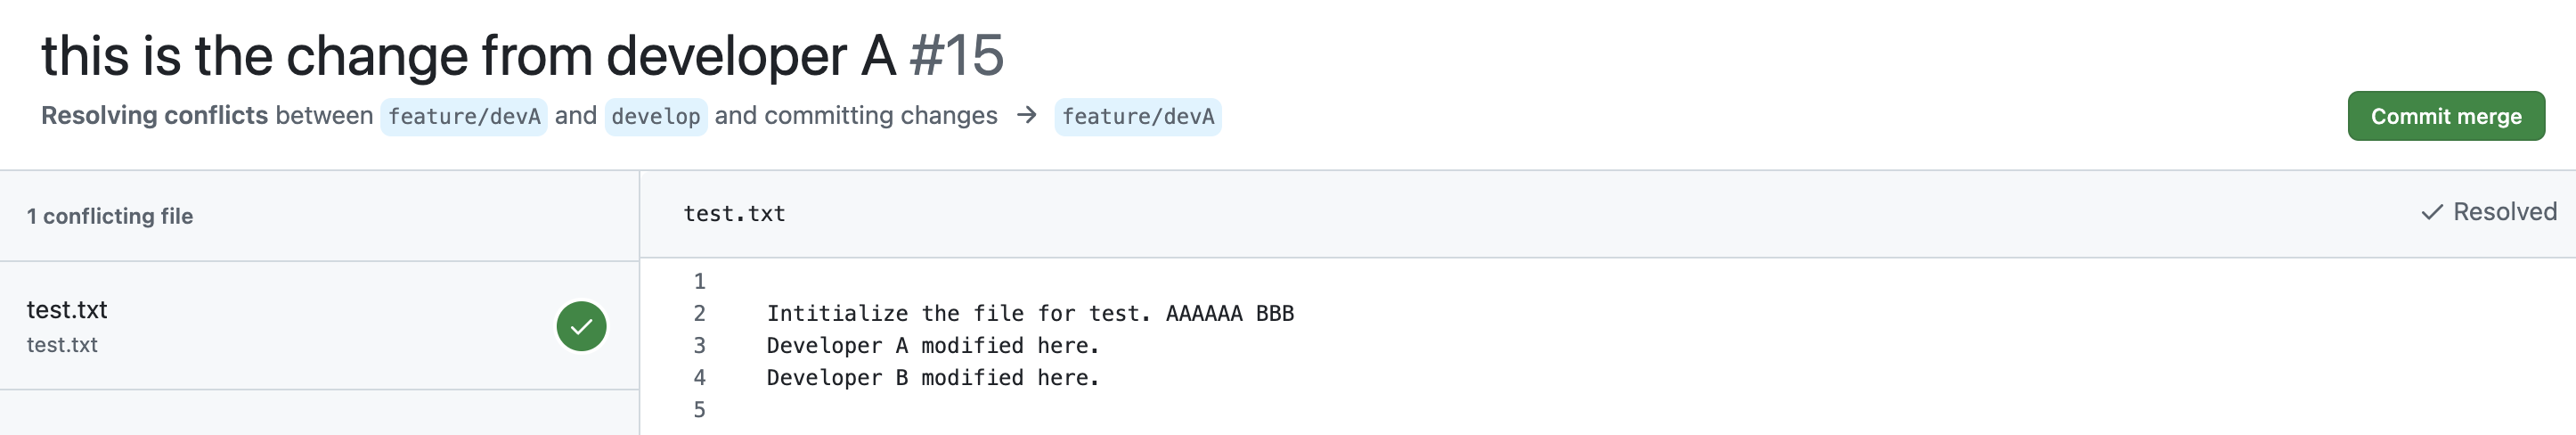 this is the change from developer A #15
Resolving conflicts between feature/devA and develop and committing changes → feature/devA
Commit merge
1 conflicting file
test.txt
Resolved
test.txt
test.txt
1
2 Intitialize the file for test. AAAAAA BBB
3 Developer A modified here.
4 Developer B modified here.
5